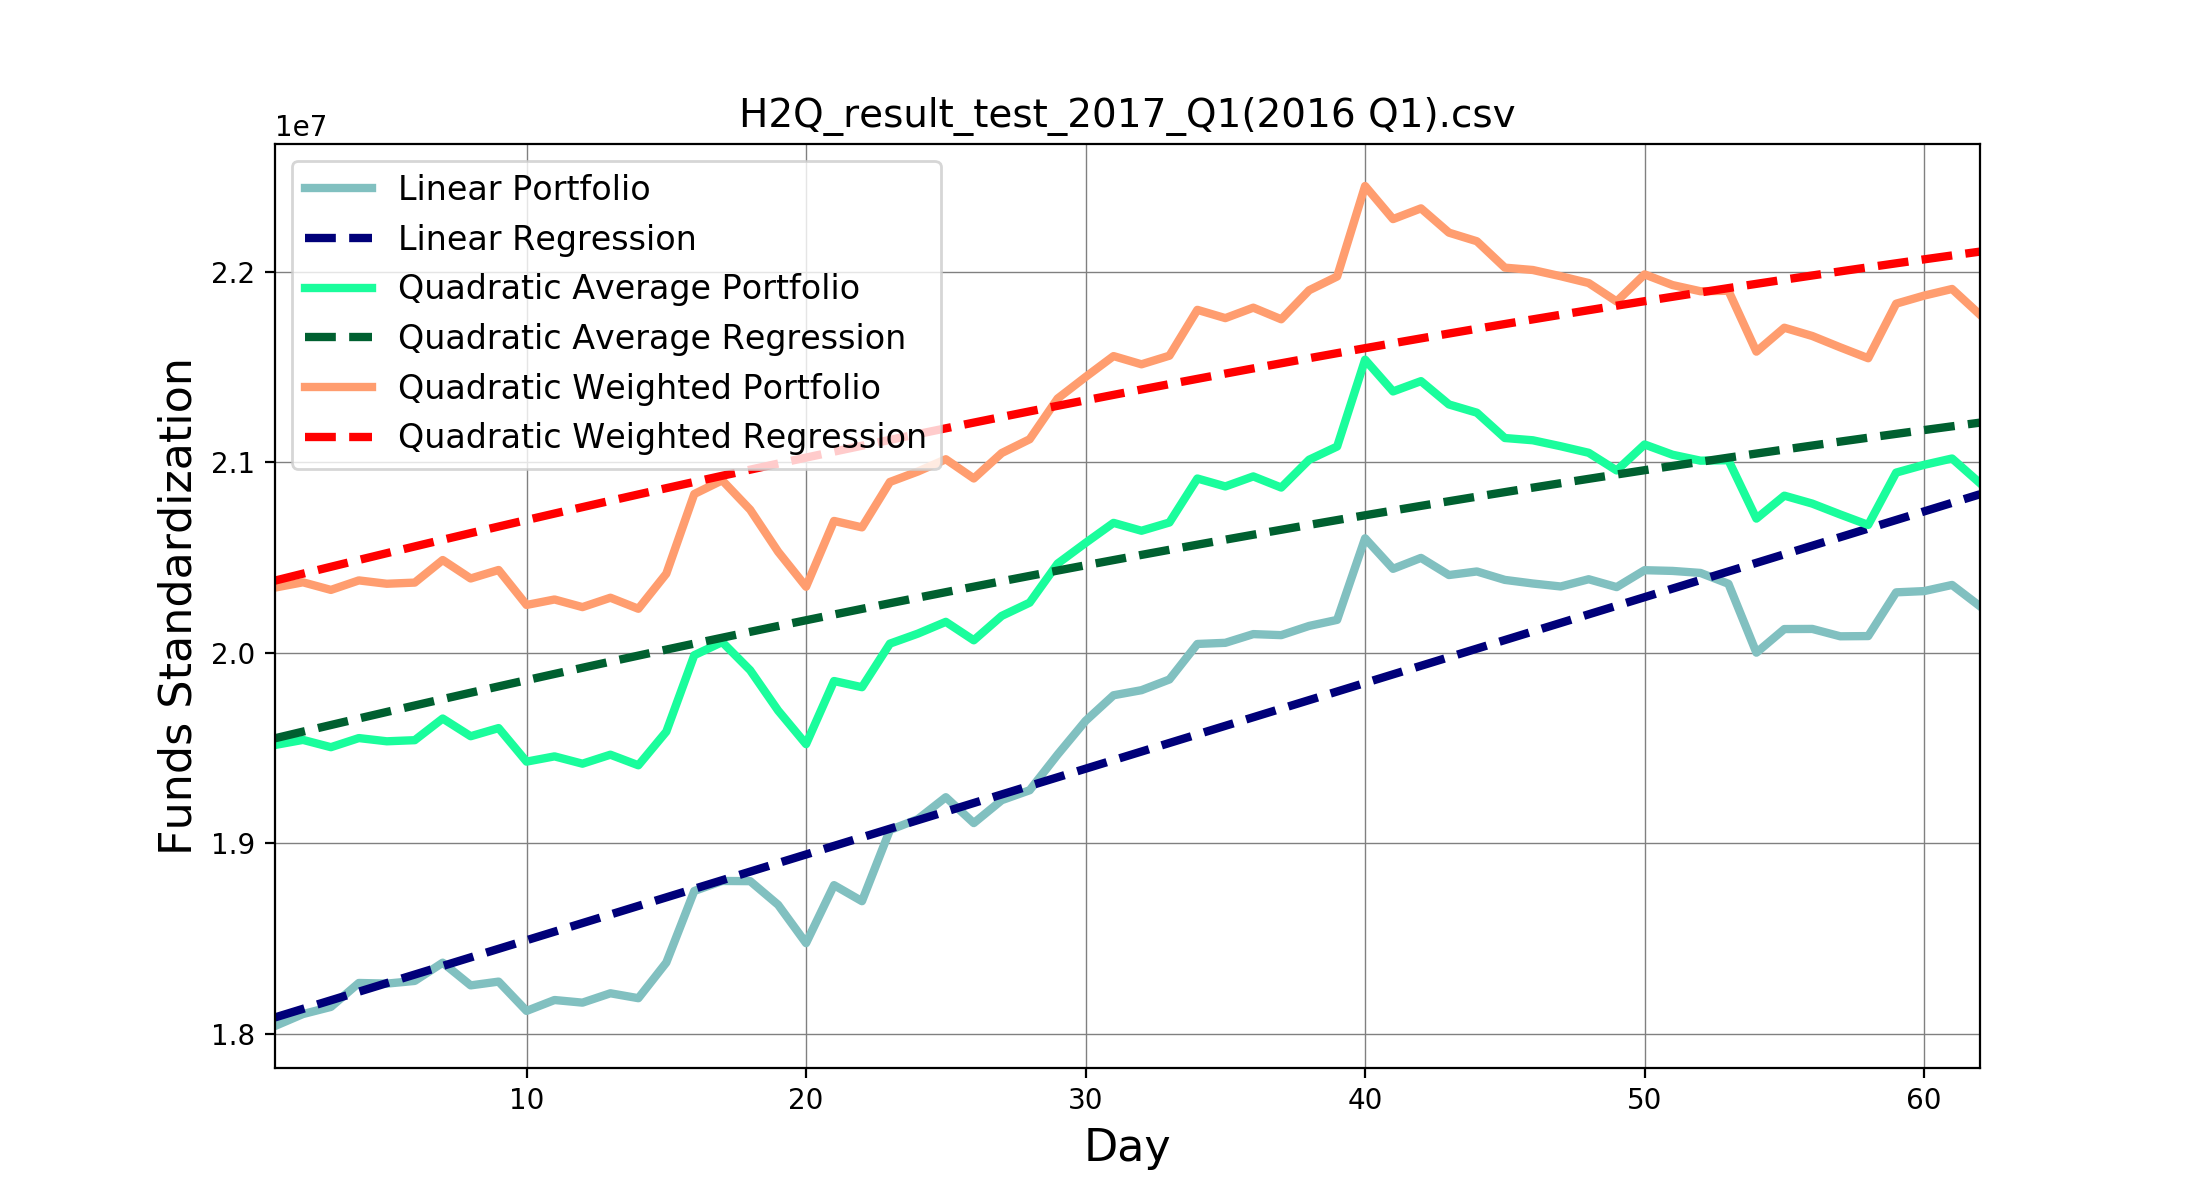 H2Q_result_test_2017_Q1(2016 Q1).csv
1e7
Linear Portfolio
Linear Regression
Quadratic Average Portfolio
Quadratic Average Regression
Quadratic Weighted Portfolio
Quadratic Weighted Regression
2.2
2.1
2.0
1.9
1.8
Funds Standardization
10 20 30 40 50 60
Day